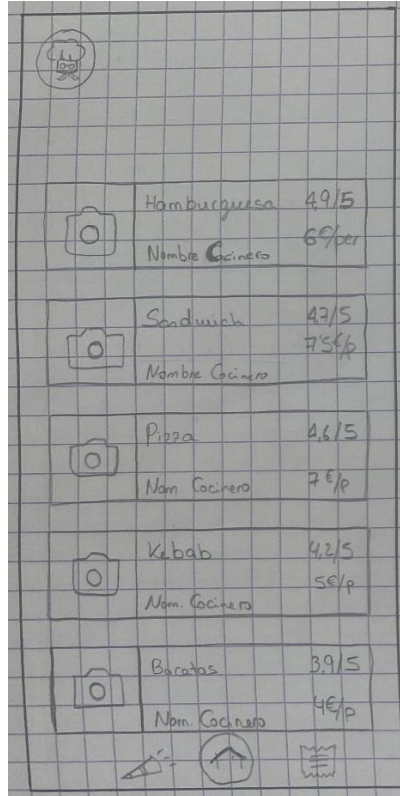 Hamburguesa 4,9/5
6€/per
Nombre Cocinero
Sandwich 4,7/5
7'5€/p
Nombre Cocinero
Pizza 4,6/5
Nom. Cocinero 7€/p
Kebab 4,2/5
5€/p
Nom. Cocinero
Bocatas 3,9/5
Nom. Cocinero 4€/p